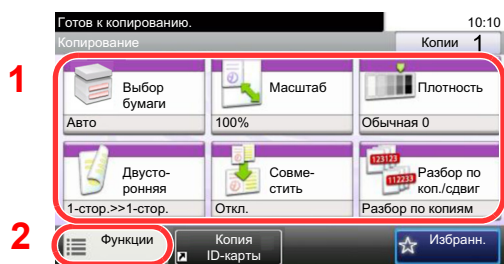 Готов к копированию.
10:10
Копирование
Копии 1
1
Выбор
бумаги
Авто
Масштаб
100%
Плотность
Обычная 0
Двусто-
ронняя
1-стор.>>1-стор.
Совме-
стить
Откл.
123123
112233
Разбор по
коп./сдвиг
Разбор по копиям
2
Функции
Копия
ID-карты
Избранн.